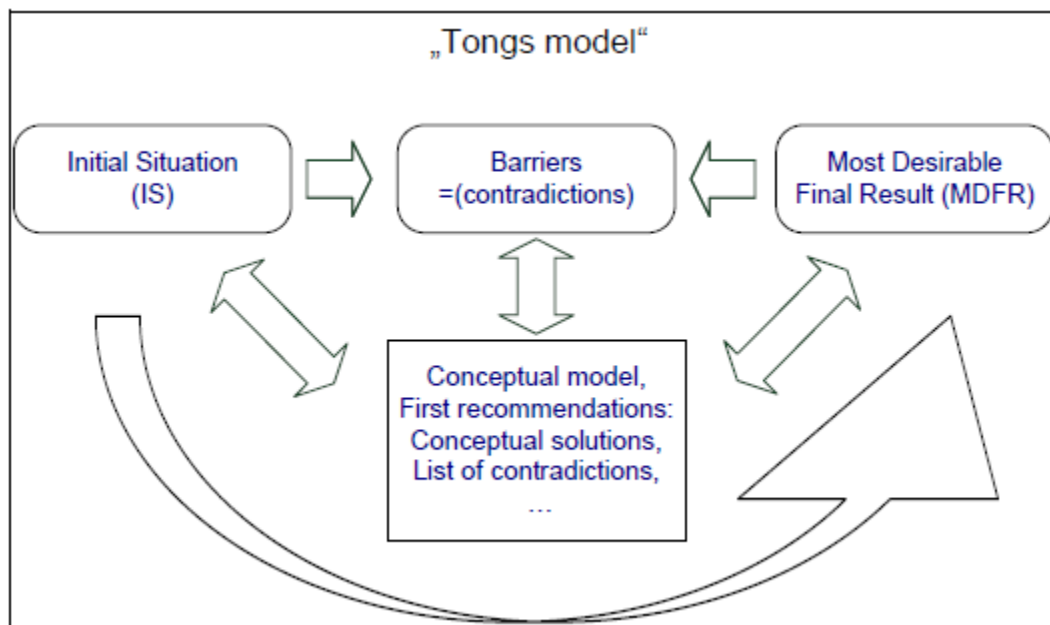 „Tongs model“
Initial Situation
(IS)
Barriers
=(contradictions)
Most Desirable
Final Result (MDFR)
Conceptual model,
First recommendations:
Conceptual solutions,
List of contradictions,
...